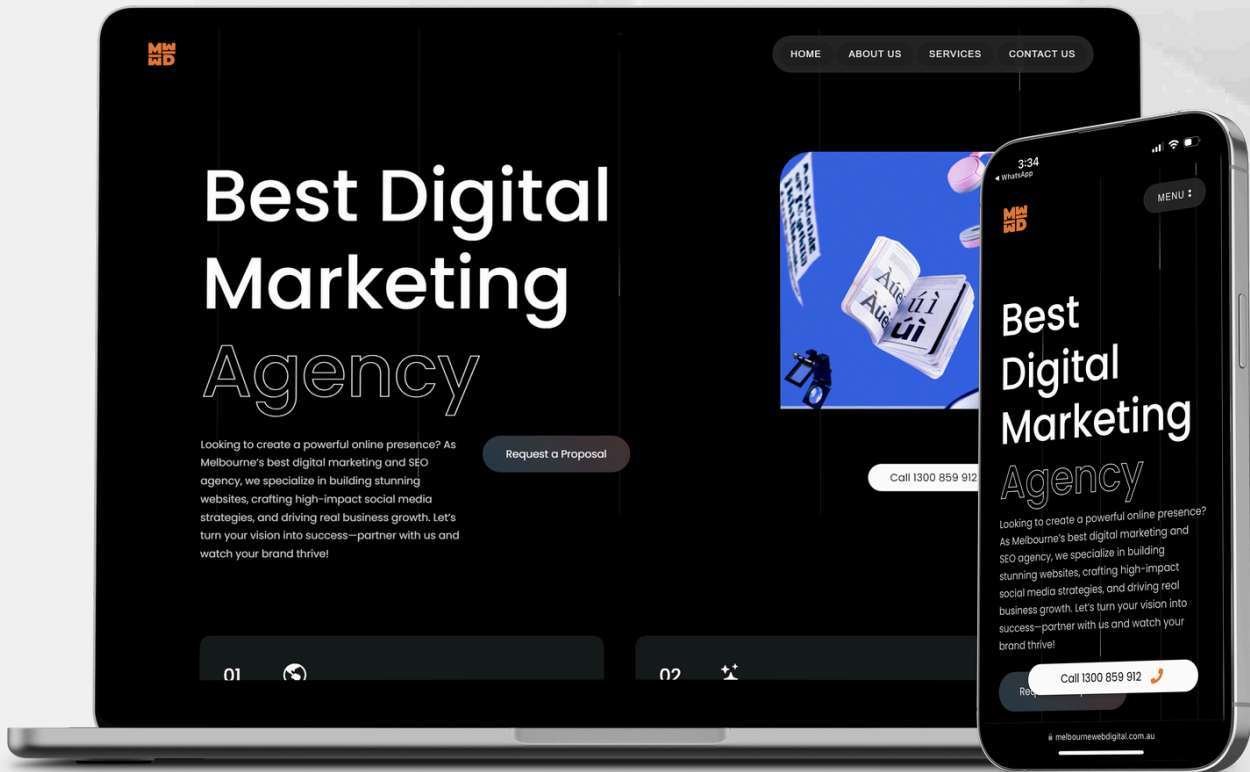 MW
WD
HOME ABOUT US SERVICES CONTACT US
Best Digital
Marketing
Agency
Looking to create a powerful online presence? As
Melbourne's best digital marketing and SEO
agency, we specialize in building stunning
websites, crafting high-impact social media
strategies, and driving real business growth. Let's
turn your vision into success—partner with us and
watch your brand thrive!
Request a Proposal
Call 1300 859 912
01
02
3:34
WhatsApp
MW
WD
MENU
Best
Digital
Marketing
Agency
Looking to create a powerful online presence?
As Melbourne's best digital marketing and
SEO agency, we specialize in building
stunning websites, crafting high-impact
social media strategies, and driving real
business growth. Let's turn your vision into
success—partner with us and watch your
brand thrive!
Call 1300 859 912
melbournewebdigital.com.au